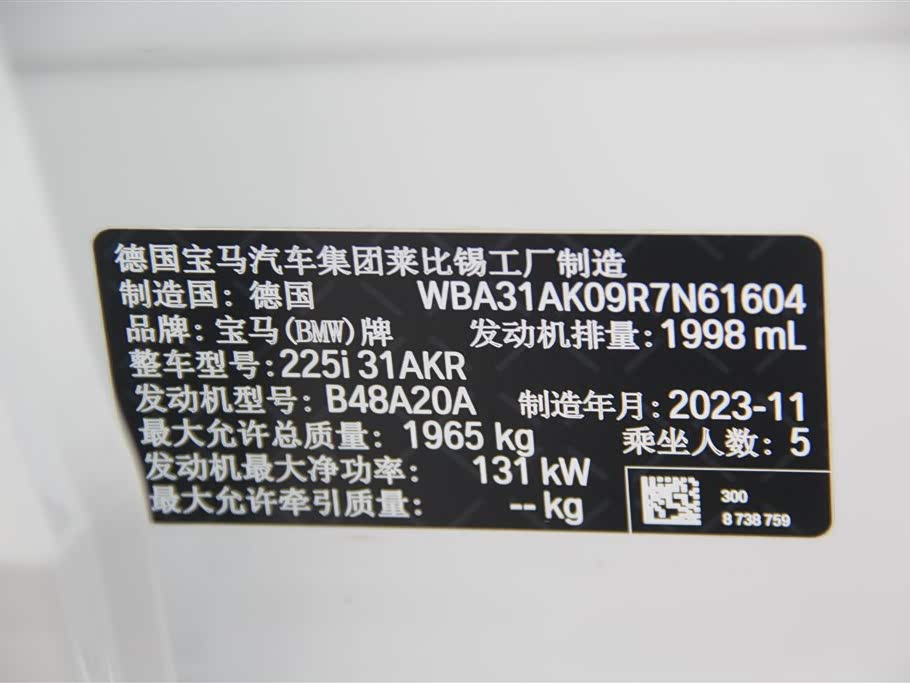 德国宝马汽车集团莱比锡工厂制造
制造国：德国 WBA31AK09R7N61604
品牌：宝马(BMW)牌 发动机排量：1998 mL
整车型号：225i 31AKR
发动机型号：B48A20A 制造年月：2023-11
最大允许总质量：1965 kg 乘坐人数：5
发动机最大净功率：131 kW
最大允许牵引质量：-- kg
300
8 738 759